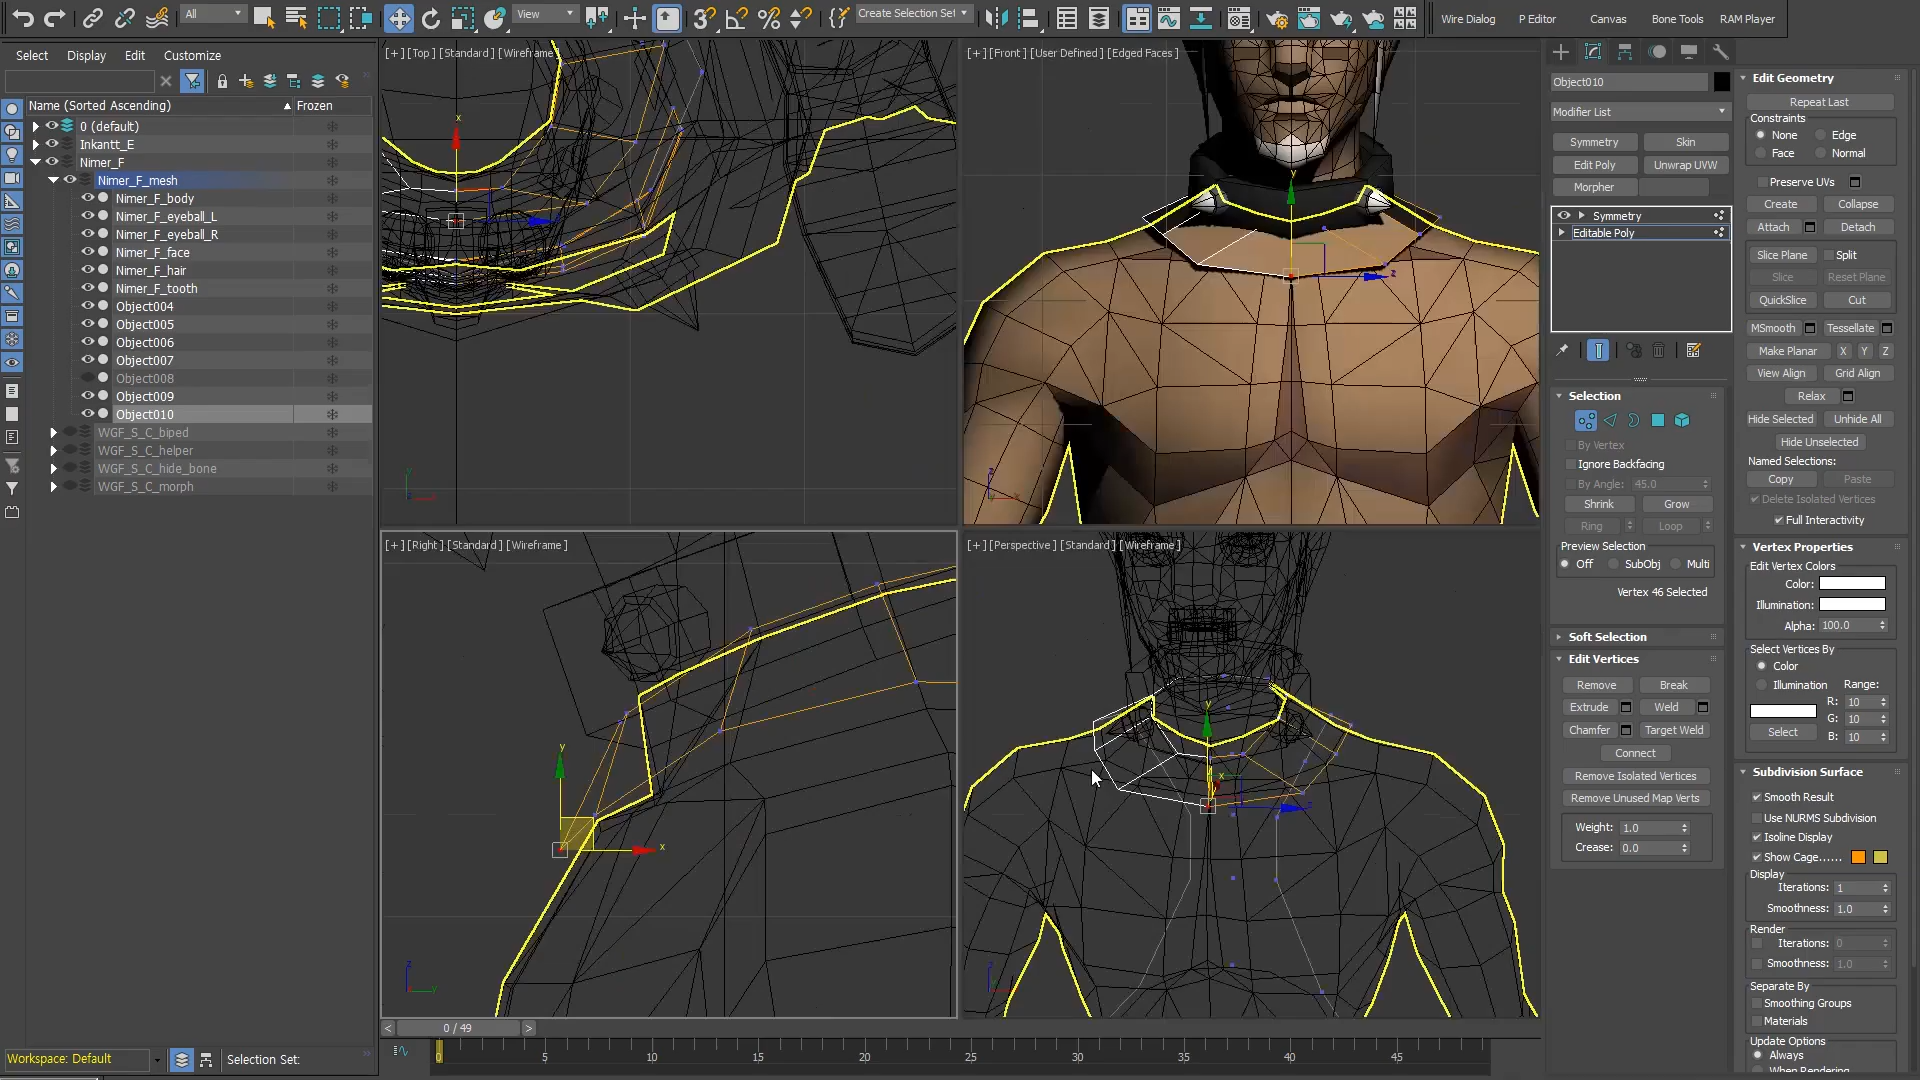 All
View
Create Selection Set
Wire Dialog
P Editor
Canvas
Bone Tools
RAM Player
Select
Display
Edit
Customize
Name (Sorted Ascending)
Frozen
0 (default)
Inkantt_E
Nimer_F
Nimer_F_mesh
Nimer_F_body
Nimer_F_eyeball_L
Nimer_F_eyeball_R
Nimer_F_face
Nimer_F_hair
Nimer_F_tooth
Object004
Object005
Object006
Object007
Object008
Object009
Object010
WGF_S_C_biped
WGF_S_C_helper
WGF_S_C_hide_bone
WGF_S_C_morph
Workspace: Default
Selection Set:
[+] [Top] [Standard] [Wireframe]
[+] [Front] [User Defined] [Edged Faces]
[+] [Right] [Standard] [Wireframe]
[+] [Perspective] [Standard] [Wireframe]
0 / 49
0 5 10 15 20 25 30 35 40 45
Object010
Modifier List
Symmetry
Skin
Edit Poly
Unwrap UVW
Morpher
Symmetry
Editable Poly
Selection
By Vertex
Ignore Backfacing
By Angle: 45.0
Shrink
Grow
Ring
Loop
Preview Selection
Off
SubObj
Multi
Vertex 46 Selected
Soft Selection
Edit Vertices
Remove
Break
Extrude
Weld
Chamfer
Target Weld
Connect
Remove Isolated Vertices
Remove Unused Map Verts
Weight: 1.0
Crease: 0.0
Edit Geometry
Repeat Last
Constraints
None
Edge
Face
Normal
Preserve UVs
Create
Collapse
Attach
Detach
Slice Plane
Split
Slice
Reset Plane
QuickSlice
Cut
MSmooth
Tessellate
Make Planar
X
Y
Z
View Align
Grid Align
Relax
Hide Selected
Unhide All
Hide Unselected
Named Selections:
Copy
Paste
Delete Isolated Vertices
Full Interactivity
Vertex Properties
Edit Vertex Colors
Color:
Illumination:
Alpha: 100.0
Select Vertices By
Color
Illumination
Range:
R: 10
G: 10
B: 10
Select
Subdivision Surface
Smooth Result
Use NURMS Subdivision
Isoline Display
Show Cage......
Display
Iterations: 1
Smoothness: 1.0
Render
Iterations: 0
Smoothness: 1.0
Separate By
Smoothing Groups
Materials
Update Options
Always
When Rendering